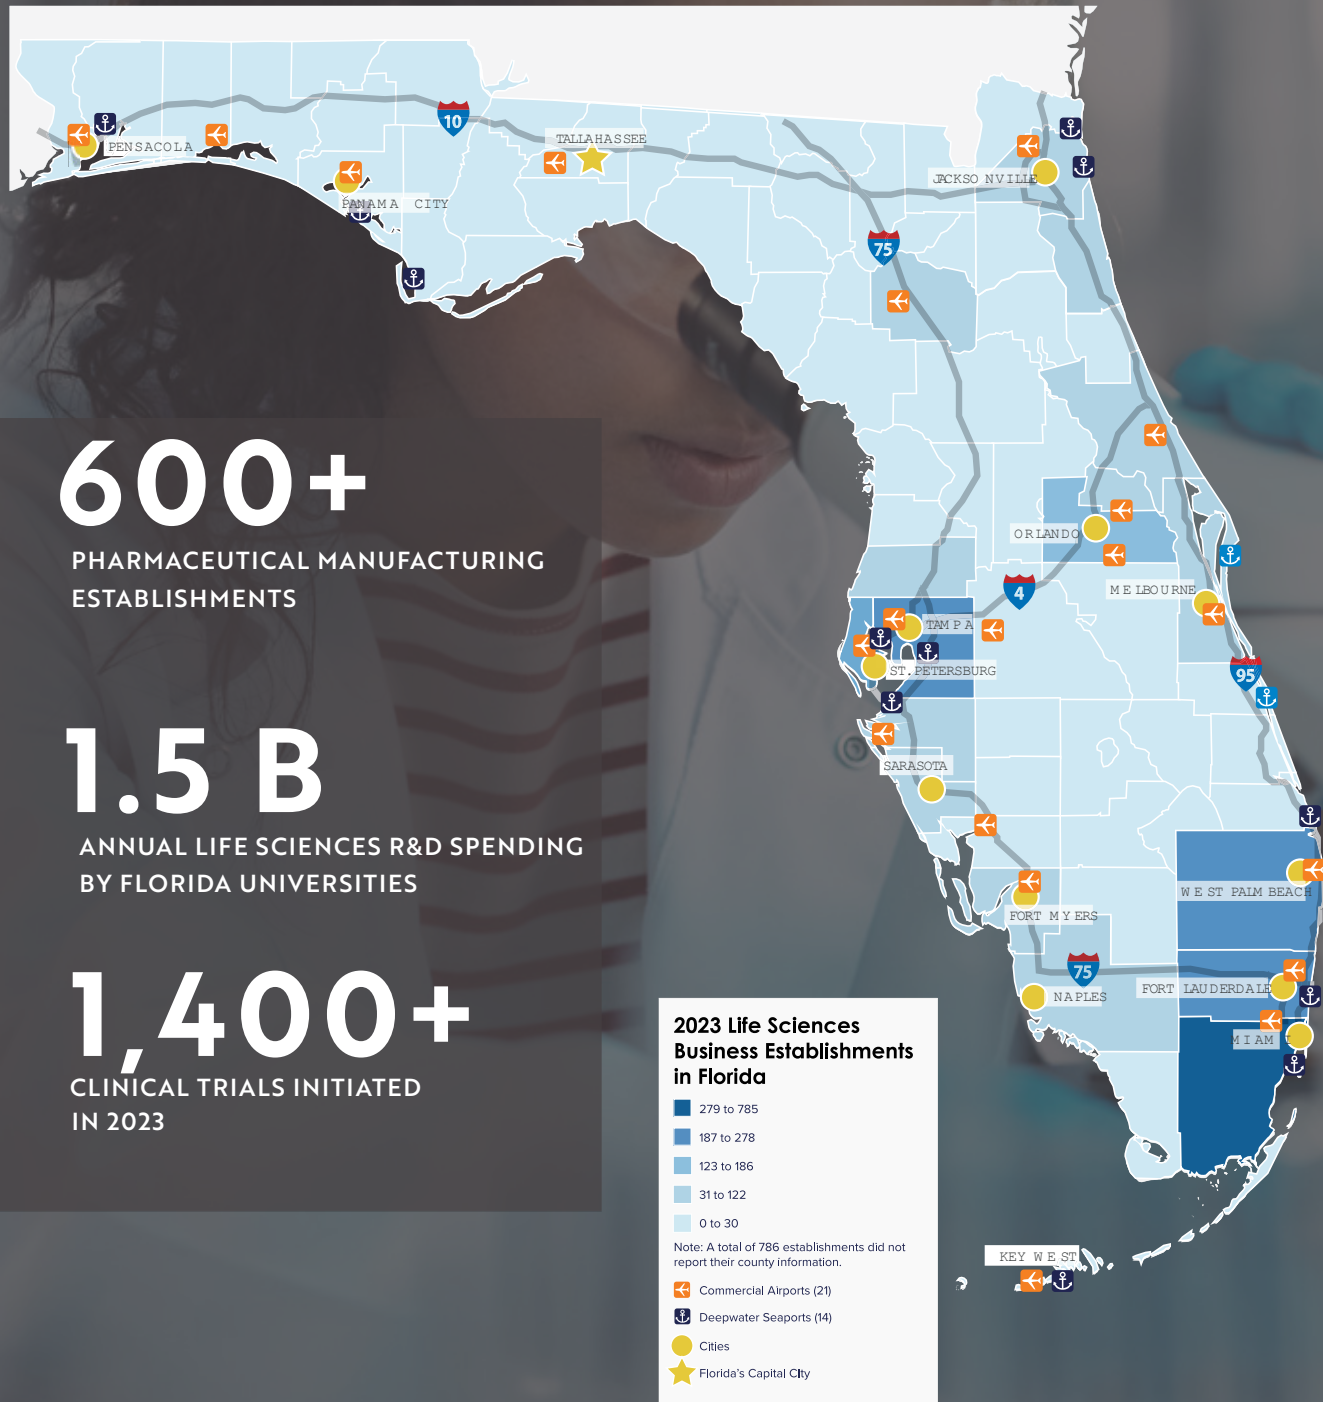 10
PENSACOLA
TALLAHASSEE
JACKSONVILLE
PANAMA CITY
75
ORLANDO
4
MELBOURNE
TAMPA
ST. PETERSBURG
95
SARASOTA
WEST PALM BEACH
FORT MYERS
75
FORT LAUDERDALE
NAPLES
MIAMI
KEY WEST
600+
PHARMACEUTICAL MANUFACTURING
ESTABLISHMENTS
1.5 B
ANNUAL LIFE SCIENCES R&D SPENDING
BY FLORIDA UNIVERSITIES
1,400+
CLINICAL TRIALS INITIATED
IN 2023
2023 Life Sciences
Business Establishments
in Florida
279 to 785
187 to 278
123 to 186
31 to 122
0 to 30
Note: A total of 786 establishments did not
report their county information.
Commercial Airports (21)
Deepwater Seaports (14)
Cities
Florida's Capital City